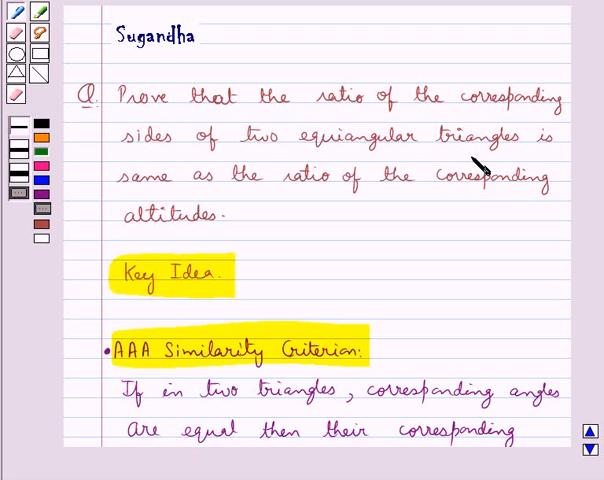 Sugandha
Q. Prove that the ratio of the corresponding
sides of two equiangular triangles is
same as the ratio of the corresponding
altitudes.
Key Idea.
• AAA Similarity Criterian:
If in two triangles, corresponding angles
are equal then their corresponding